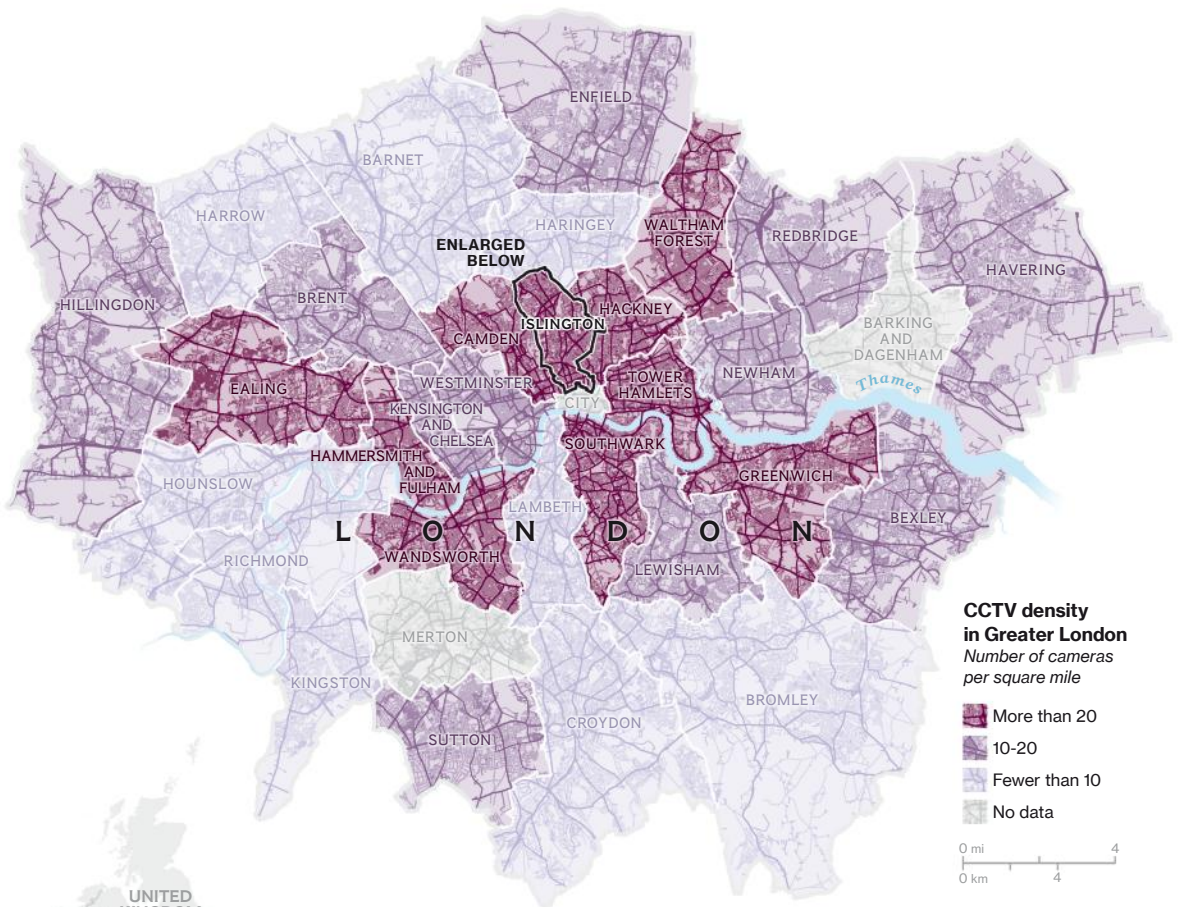 ENFIELD
BARNET
HARROW
HARINGEY
WALTHAM
FOREST
REDBRIDGE
ENLARGED
BELOW
HAVERING
HILLINGDON
BRENT
HACKNEY
ISLINGTON
CAMDEN
BARKING
AND
DAGENHAM
EALING
WESTMINSTER
TOWER
HAMLETS
NEWHAM
Thames
CITY
KENSINGTON
AND
CHELSEA
SOUTHWARK
HAMMERSMITH
AND
FULHAM
GREENWICH
HOUNSLOW
LAMBETH
BEXLEY
LONDON
RICHMOND
WANDSWORTH
LEWISHAM
MERTON
KINGSTON
BROMLEY
CROYDON
SUTTON
CCTV density
in Greater London
Number of cameras
per square mile
More than 20
10-20
Fewer than 10
No data
0 mi 4
0 km 4
UNITED